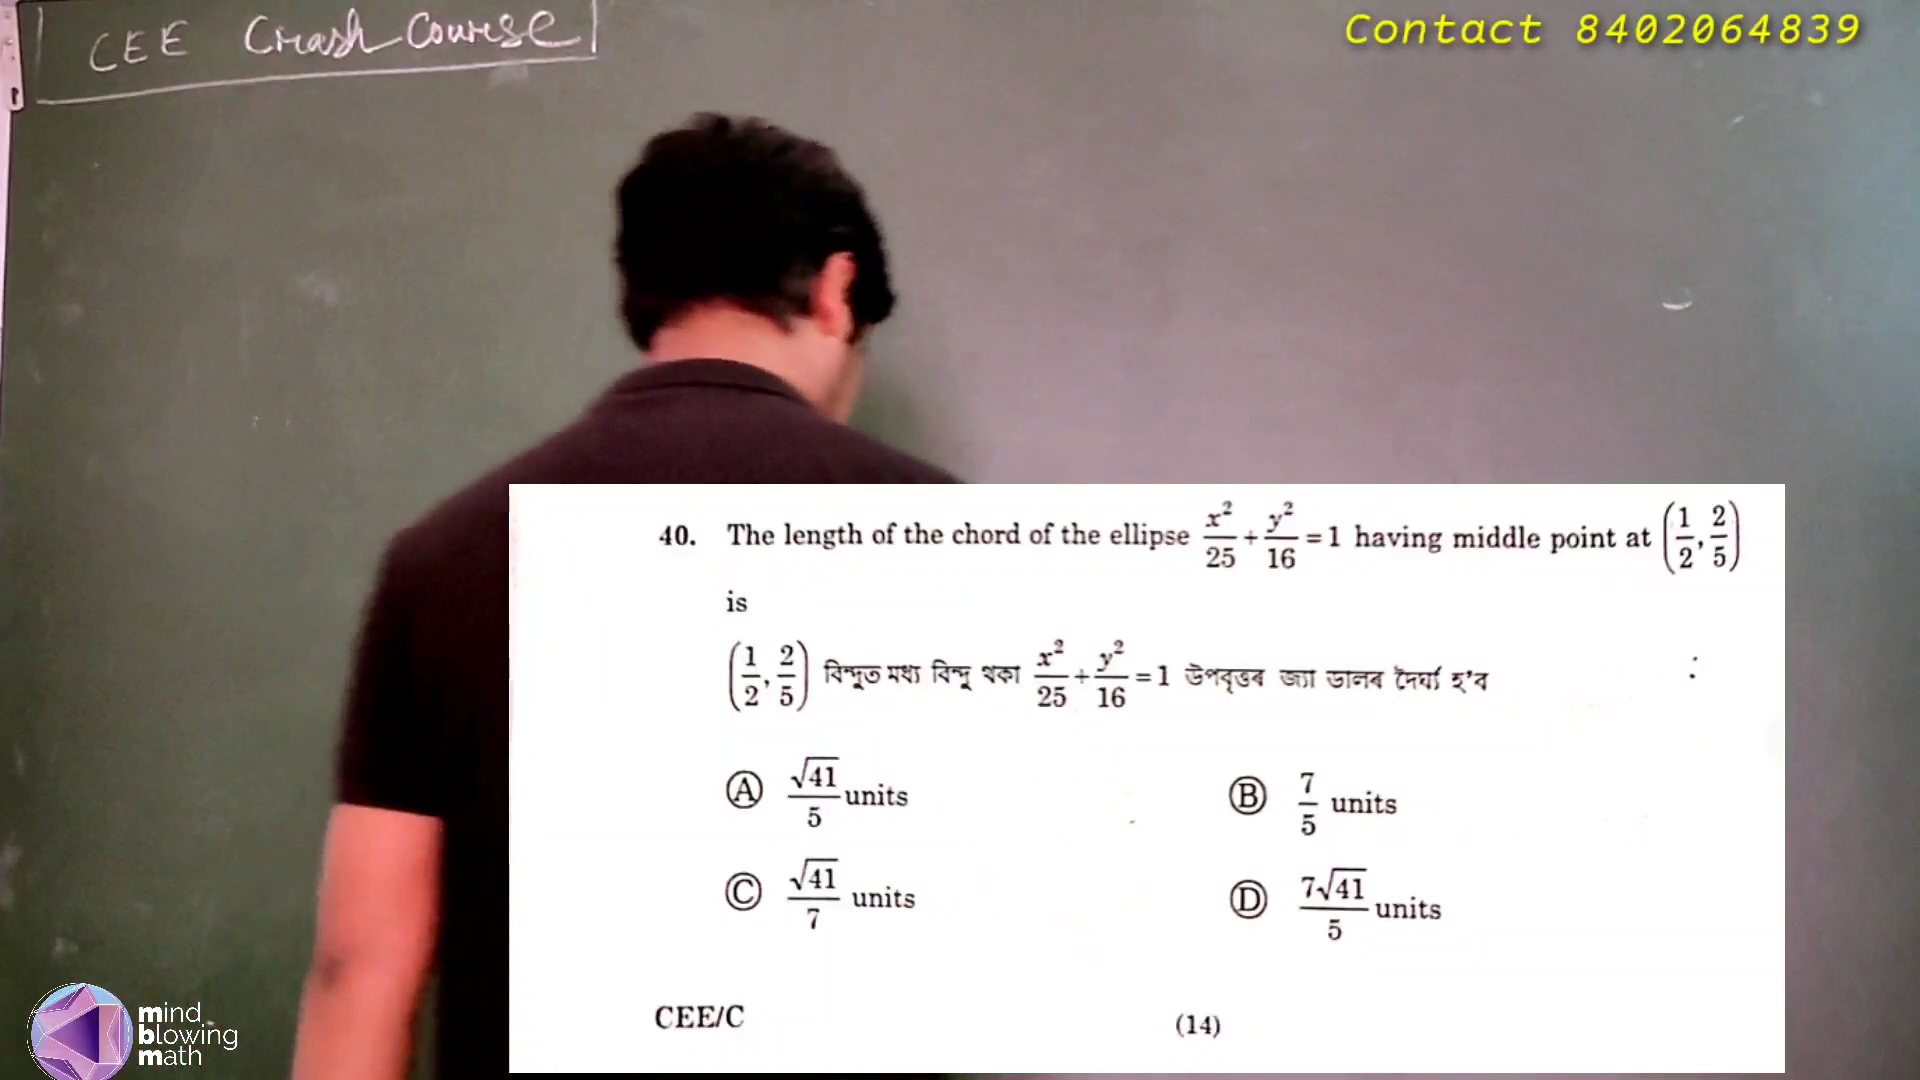 CEE Crash Course
Contact 8402064839
40. The length of the chord of the ellipse x²/25 + y²/16 = 1 having middle point at (1/2, 2/5)
is
(1/2, 2/5) বিন্দুত মধ্য বিন্দু থকা x²/25 + y²/16 = 1 উপবৃত্তৰ জ্যা ডালৰ দৈৰ্ঘ্য হ'ব
Ⓐ √41/5 units
Ⓑ 7/5 units
Ⓒ √41/7 units
Ⓓ 7√41/5 units
CEE/C
(14)
mind
blowing
math